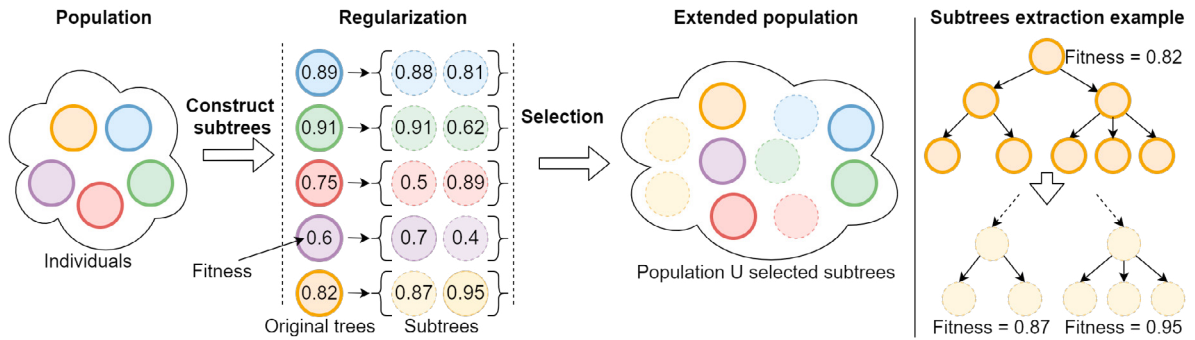 Population
Regularization
Extended population
Subtrees extraction example
Construct
subtrees
Selection
0.89
0.88
0.81
0.91
0.91
0.62
0.75
0.5
0.89
0.6
0.7
0.4
0.82
0.87
0.95
Individuals
Fitness
Original trees
Subtrees
Population U selected subtrees
Fitness = 0.82
Fitness = 0.87
Fitness = 0.95